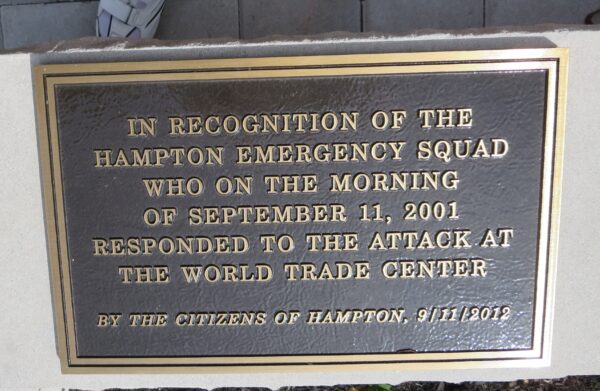 IN RECOGNITION OF THE
HAMPTON EMERGENCY SQUAD
WHO ON THE MORNING
OF SEPTEMBER 11, 2001
RESPONDED TO THE ATTACK AT
THE WORLD TRADE CENTER
BY THE CITIZENS OF HAMPTON, 9/11/2012